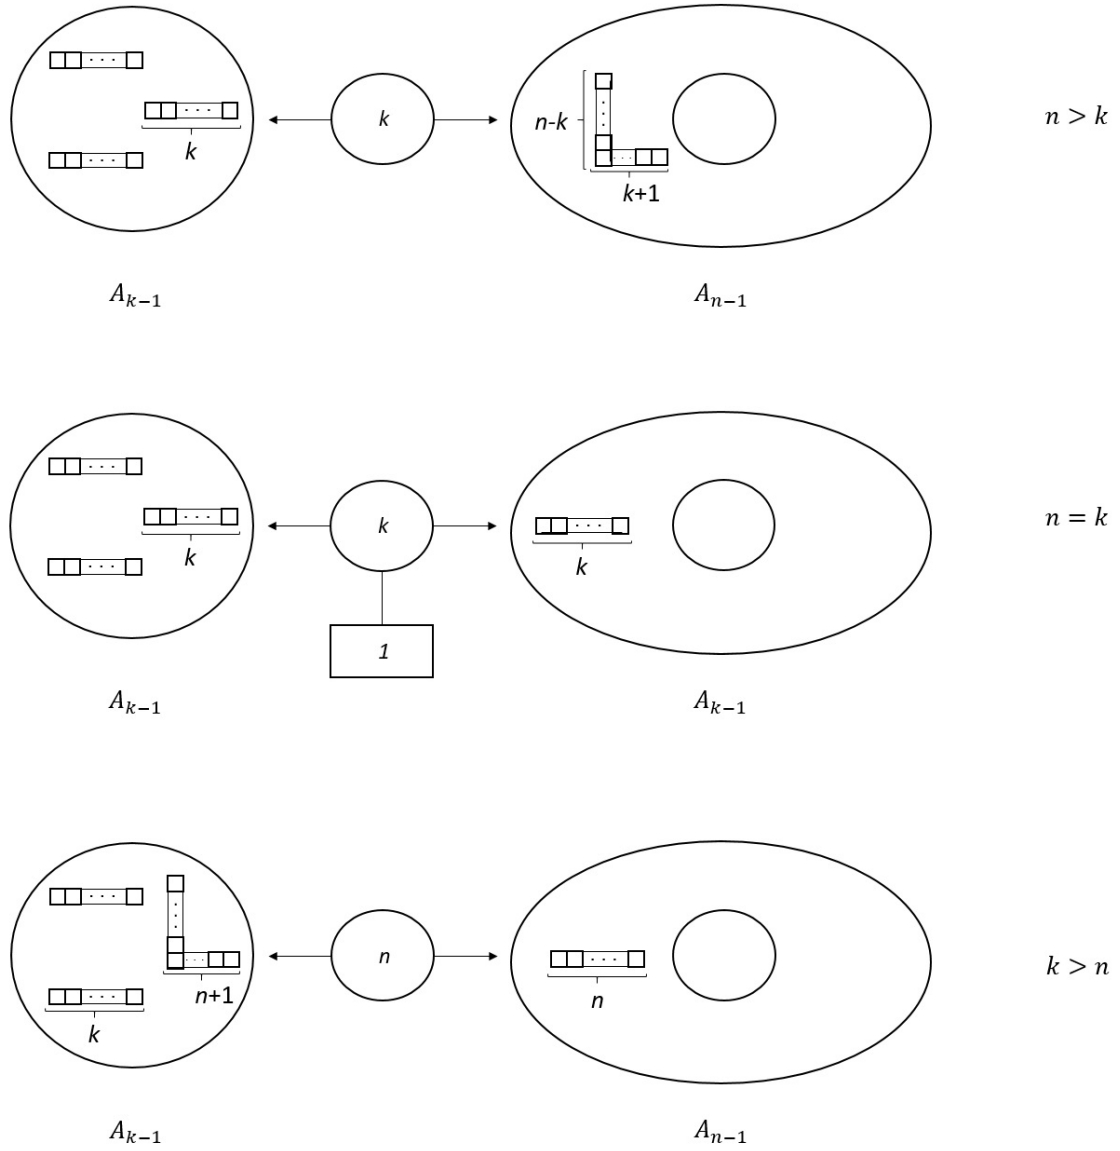 k
k
n-k
k+1
n > k
A_{k-1}
A_{n-1}
k
k
k
n = k
1
A_{k-1}
A_{k-1}
n
n+1
k
n
k > n
A_{k-1}
A_{n-1}